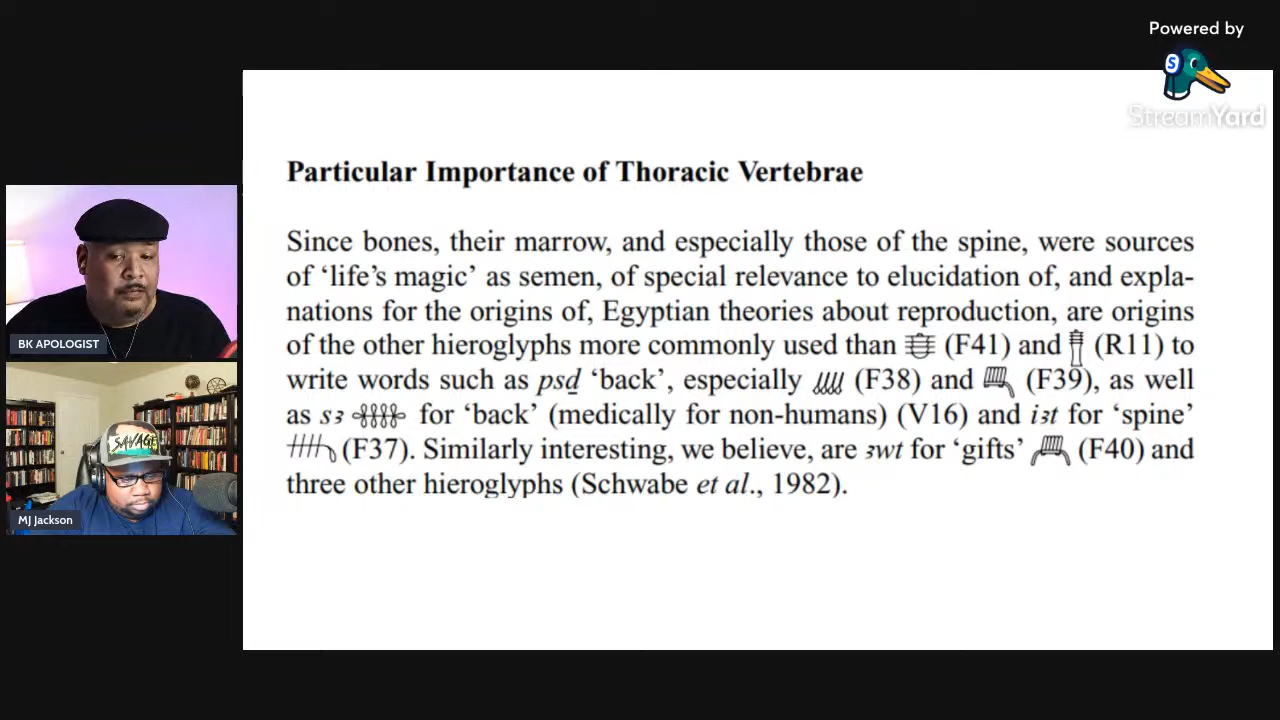 Powered by
StreamYard
Particular Importance of Thoracic Vertebrae
Since bones, their marrow, and especially those of the spine, were sources
of ‘life’s magic’ as semen, of special relevance to elucidation of, and expla-
nations for the origins of, Egyptian theories about reproduction, are origins
of the other hieroglyphs more commonly used than 𓄪 (F41) and 𓊽 (R11) to
write words such as psḏ ‘back’, especially 𓄦 (F38) and 𓄨 (F39), as well
as sꜣ 𓎃 for ‘back’ (medically for non-humans) (V16) and iꜣt for ‘spine’
𓄥 (F37). Similarly interesting, we believe, are ꜣwt for ‘gifts’ 𓄫 (F40) and
three other hieroglyphs (Schwabe et al., 1982).
BK APOLOGIST
SAVAGE
MJ Jackson